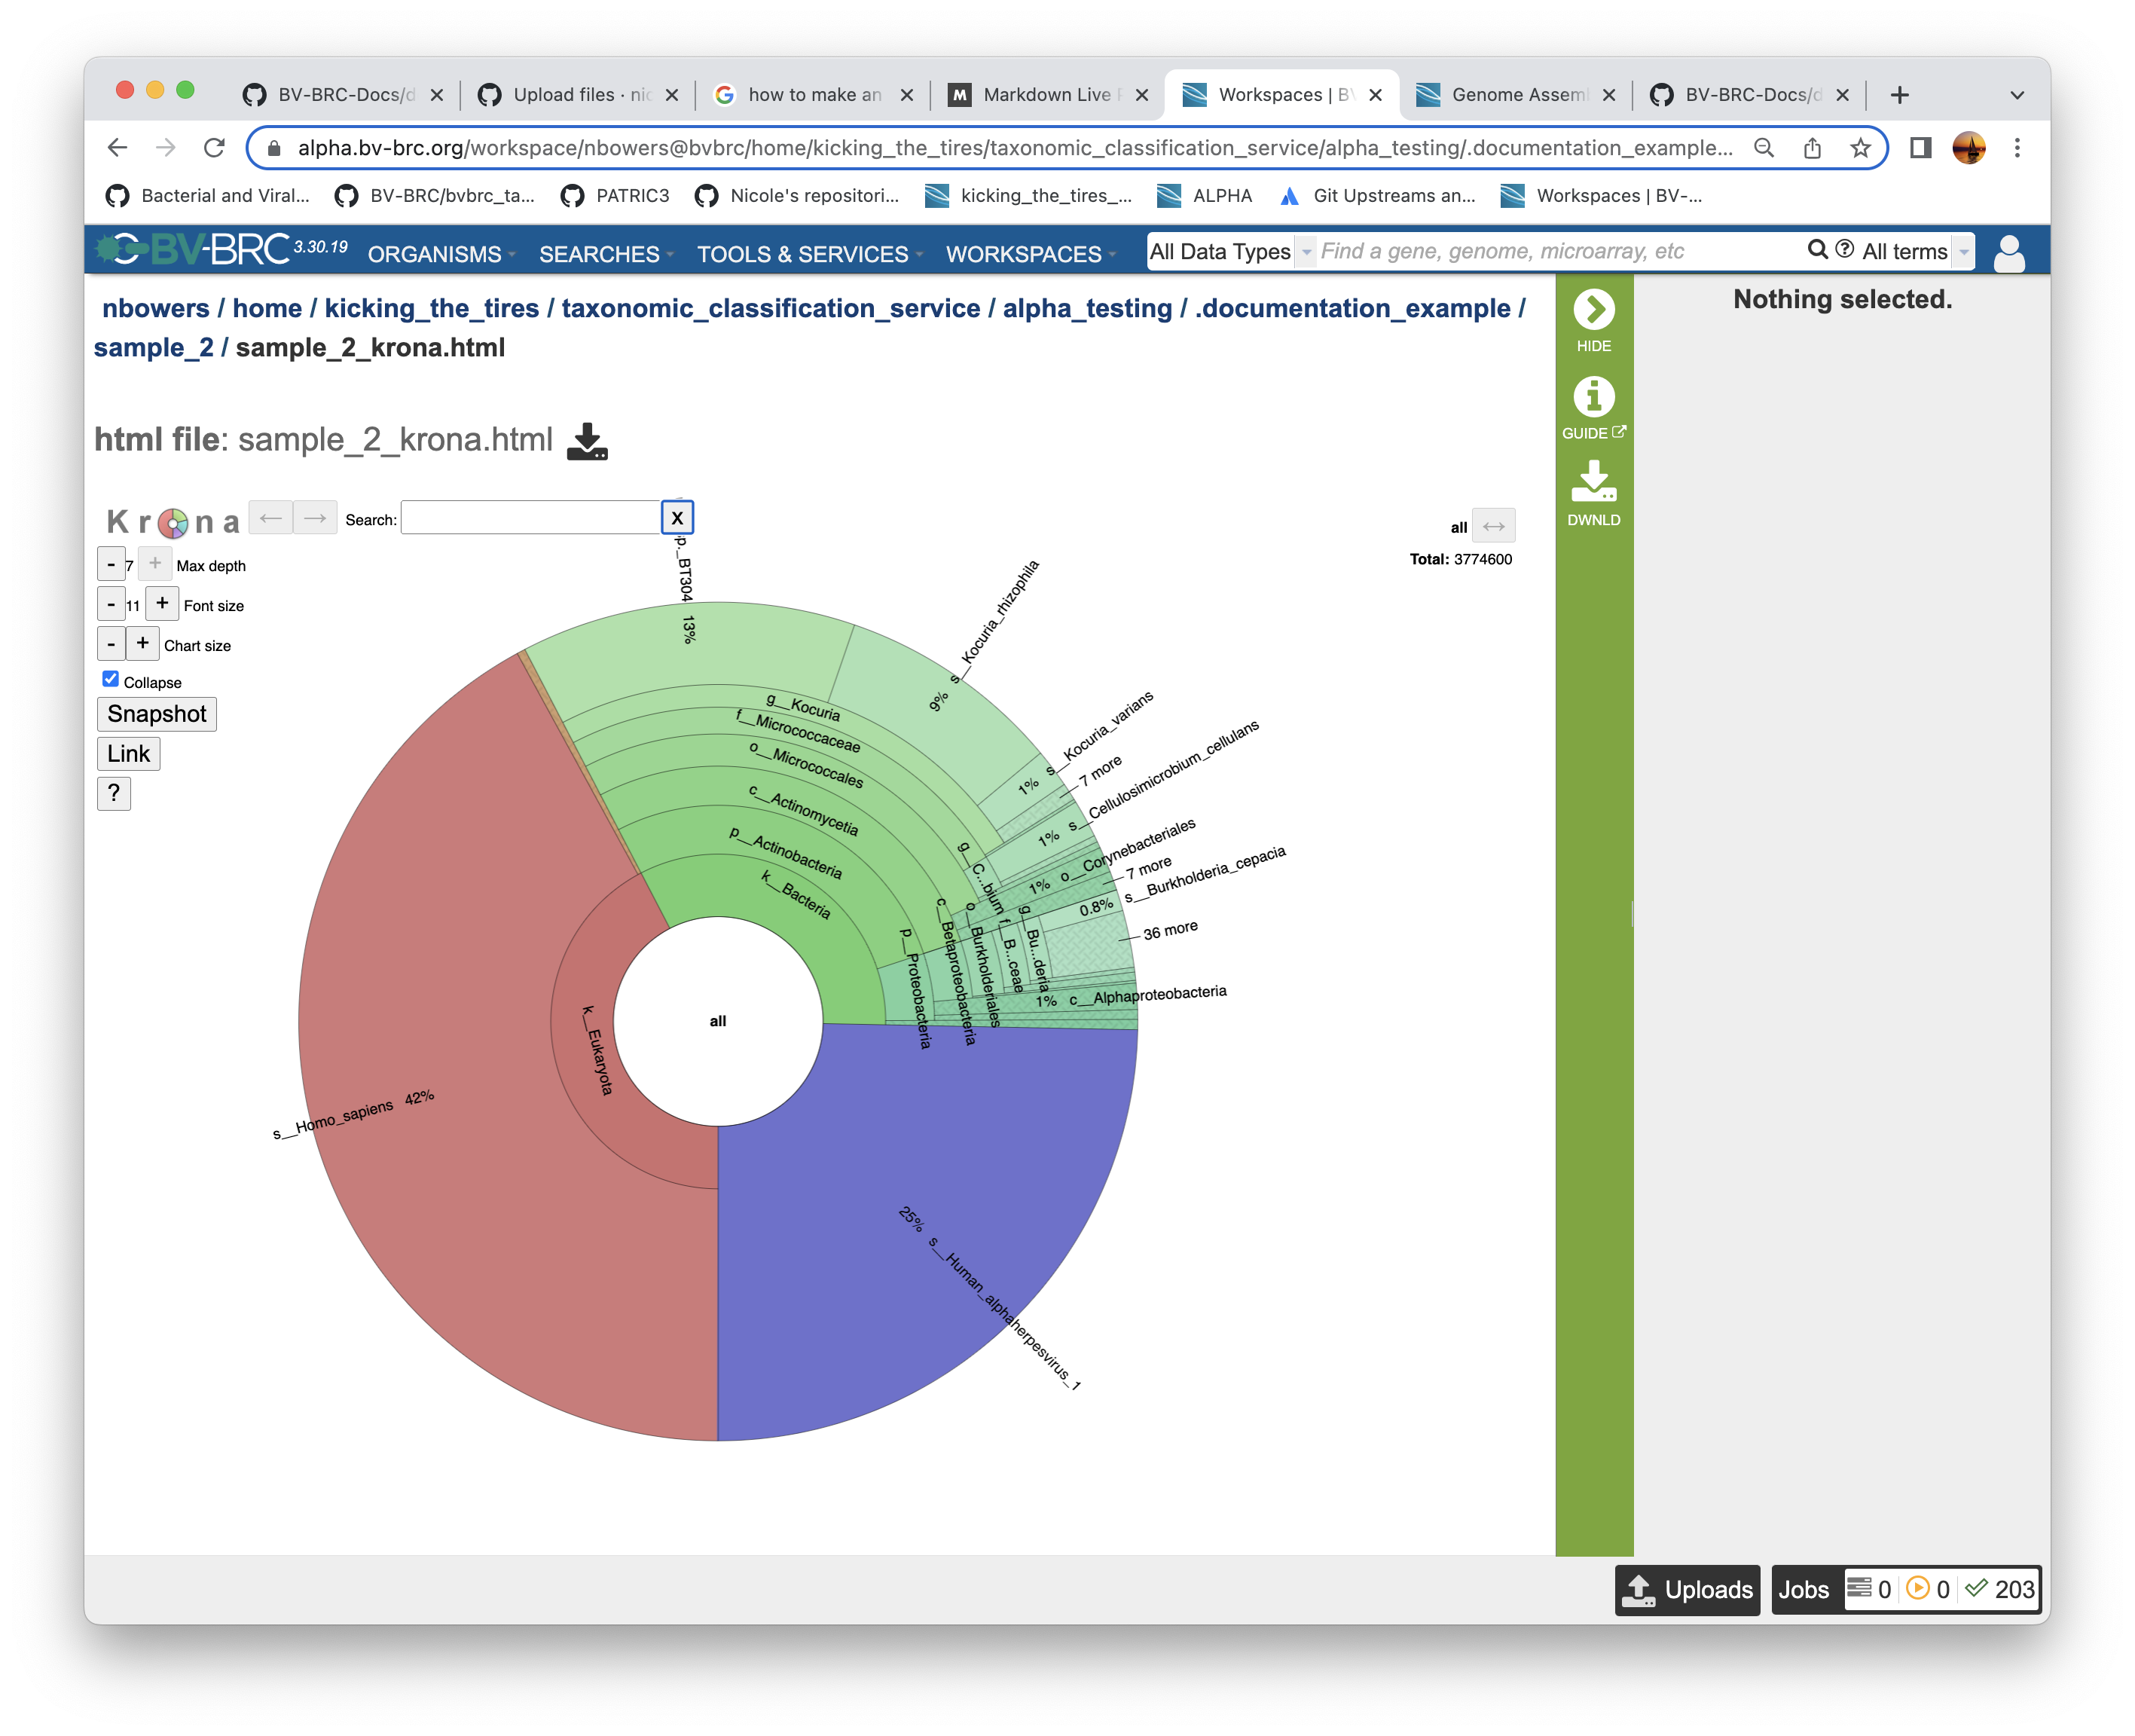 BV-BRC-Docs/d
Upload files · nic
how to make an
Markdown Live P
Workspaces | BV
Genome Assem
BV-BRC-Docs/d
alpha.bv-brc.org/workspace/nbowers@bvbrc/home/kicking_the_tires/taxonomic_classification_service/alpha_testing/.documentation_example...
Bacterial and Viral...
BV-BRC/bvbrc_ta...
PATRIC3
Nicole's repositori...
kicking_the_tires_...
ALPHA
Git Upstreams an...
Workspaces | BV-...
BV-BRC 3.30.19
ORGANISMS
SEARCHES
TOOLS & SERVICES
WORKSPACES
All Data Types
Find a gene, genome, microarray, etc
All terms
nbowers / home / kicking_the_tires / taxonomic_classification_service / alpha_testing / .documentation_example /
sample_2 / sample_2_krona.html
HIDE
GUIDE
DWNLD
Nothing selected.
html file: sample_2_krona.html
Krona
Search:
X
all
Total: 3774600
- 7 + Max depth
- 11 + Font size
- + Chart size
Collapse
Snapshot
Link
?
p._BT304 13%
9% s__Kocuria_rhizophila
1% s__Kocuria_varians
7 more
1% s__Cellulosimicrobium_cellulans
1% o__Corynebacteriales
7 more
0.8% s__Burkholderia_cepacia
36 more
1% c__Alphaproteobacteria
g__Kocuria
f__Micrococcaceae
o__Micrococcales
c__Actinomycetia
p__Actinobacteria
k__Bacteria
g__C...bium
p__Proteobacteria
c__Betaproteobacteria
o__Burkholderiales
f__B...ceae
g__Bu...deria
all
k__Eukaryota
s__Homo_sapiens 42%
25% s__Human_alphaherpesvirus_1
Uploads
Jobs 0 0 203